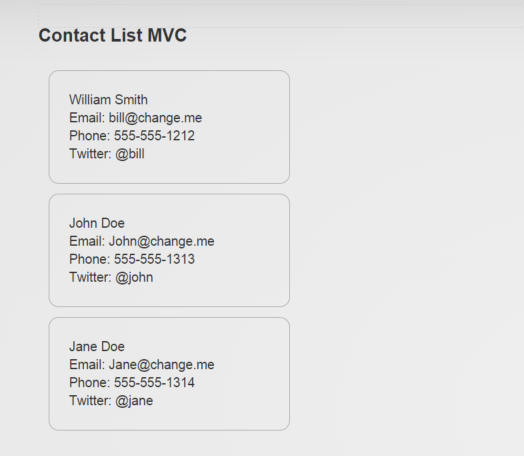 Contact List MVC
William Smith
Email: bill@change.me
Phone: 555-555-1212
Twitter: @bill
John Doe
Email: John@change.me
Phone: 555-555-1313
Twitter: @john
Jane Doe
Email: Jane@change.me
Phone: 555-555-1314
Twitter: @jane